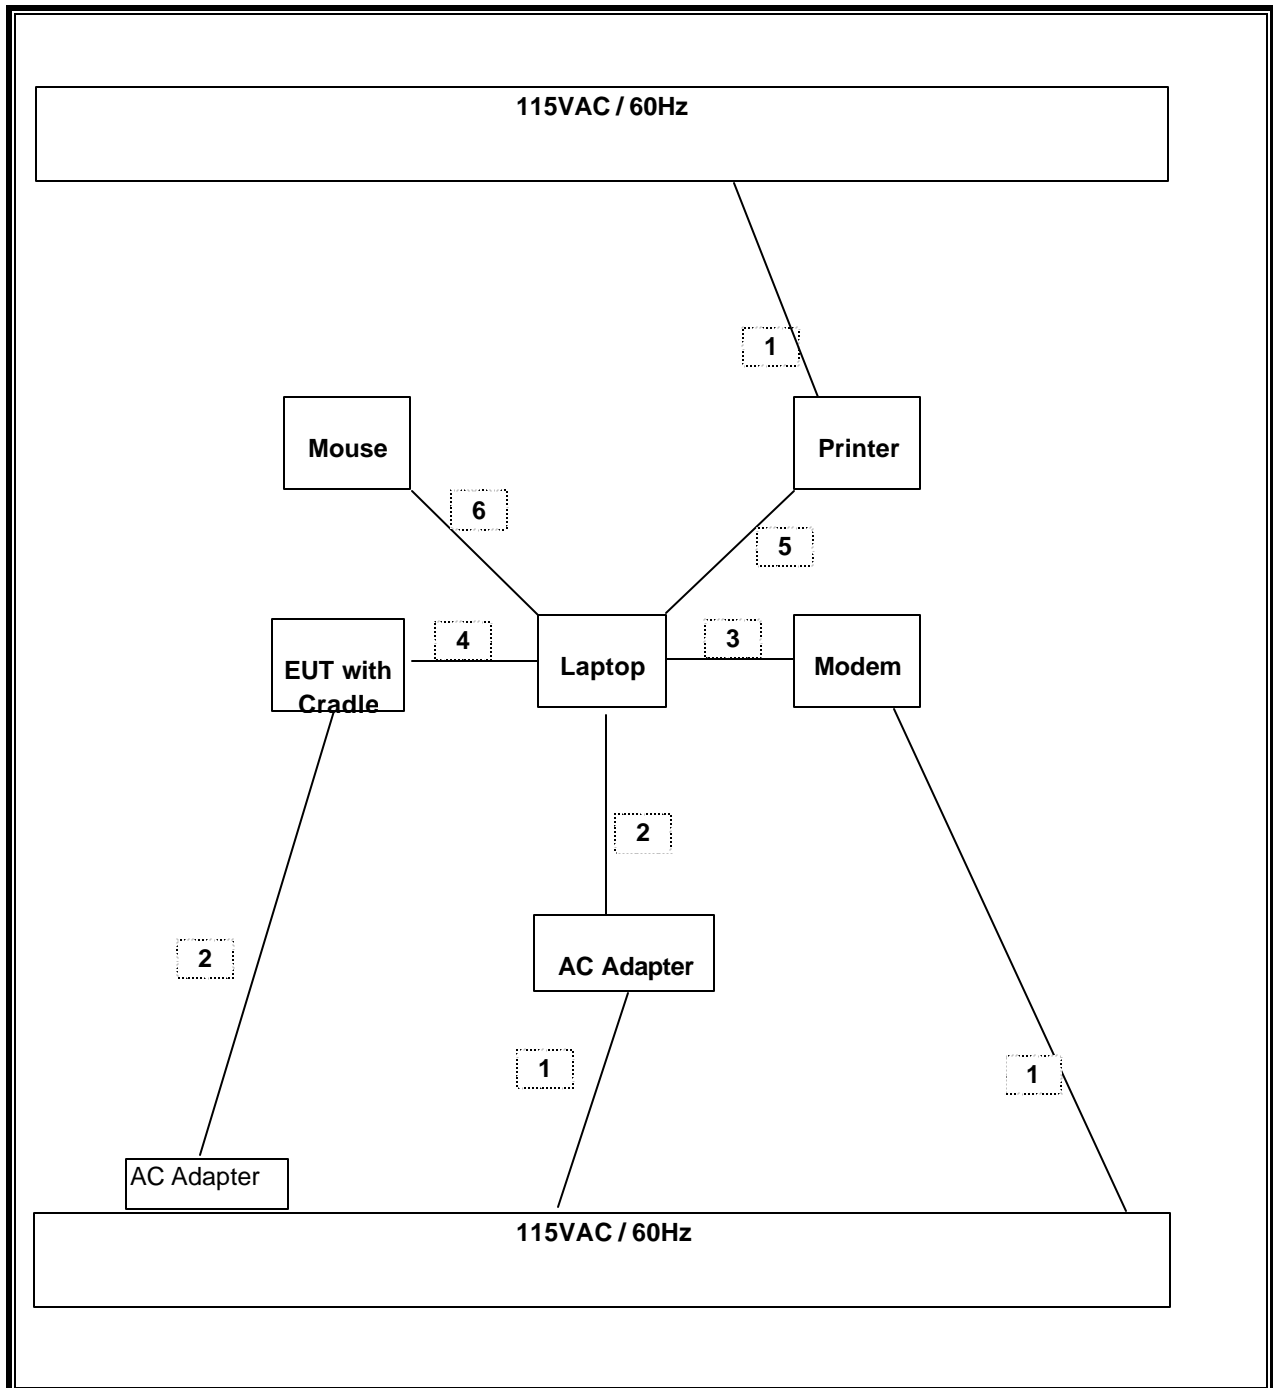 115VAC / 60Hz
1
Mouse
Printer
6
5
4
3
EUT with
Cradle
Laptop
Modem
2
2
AC Adapter
1
1
AC Adapter
115VAC / 60Hz